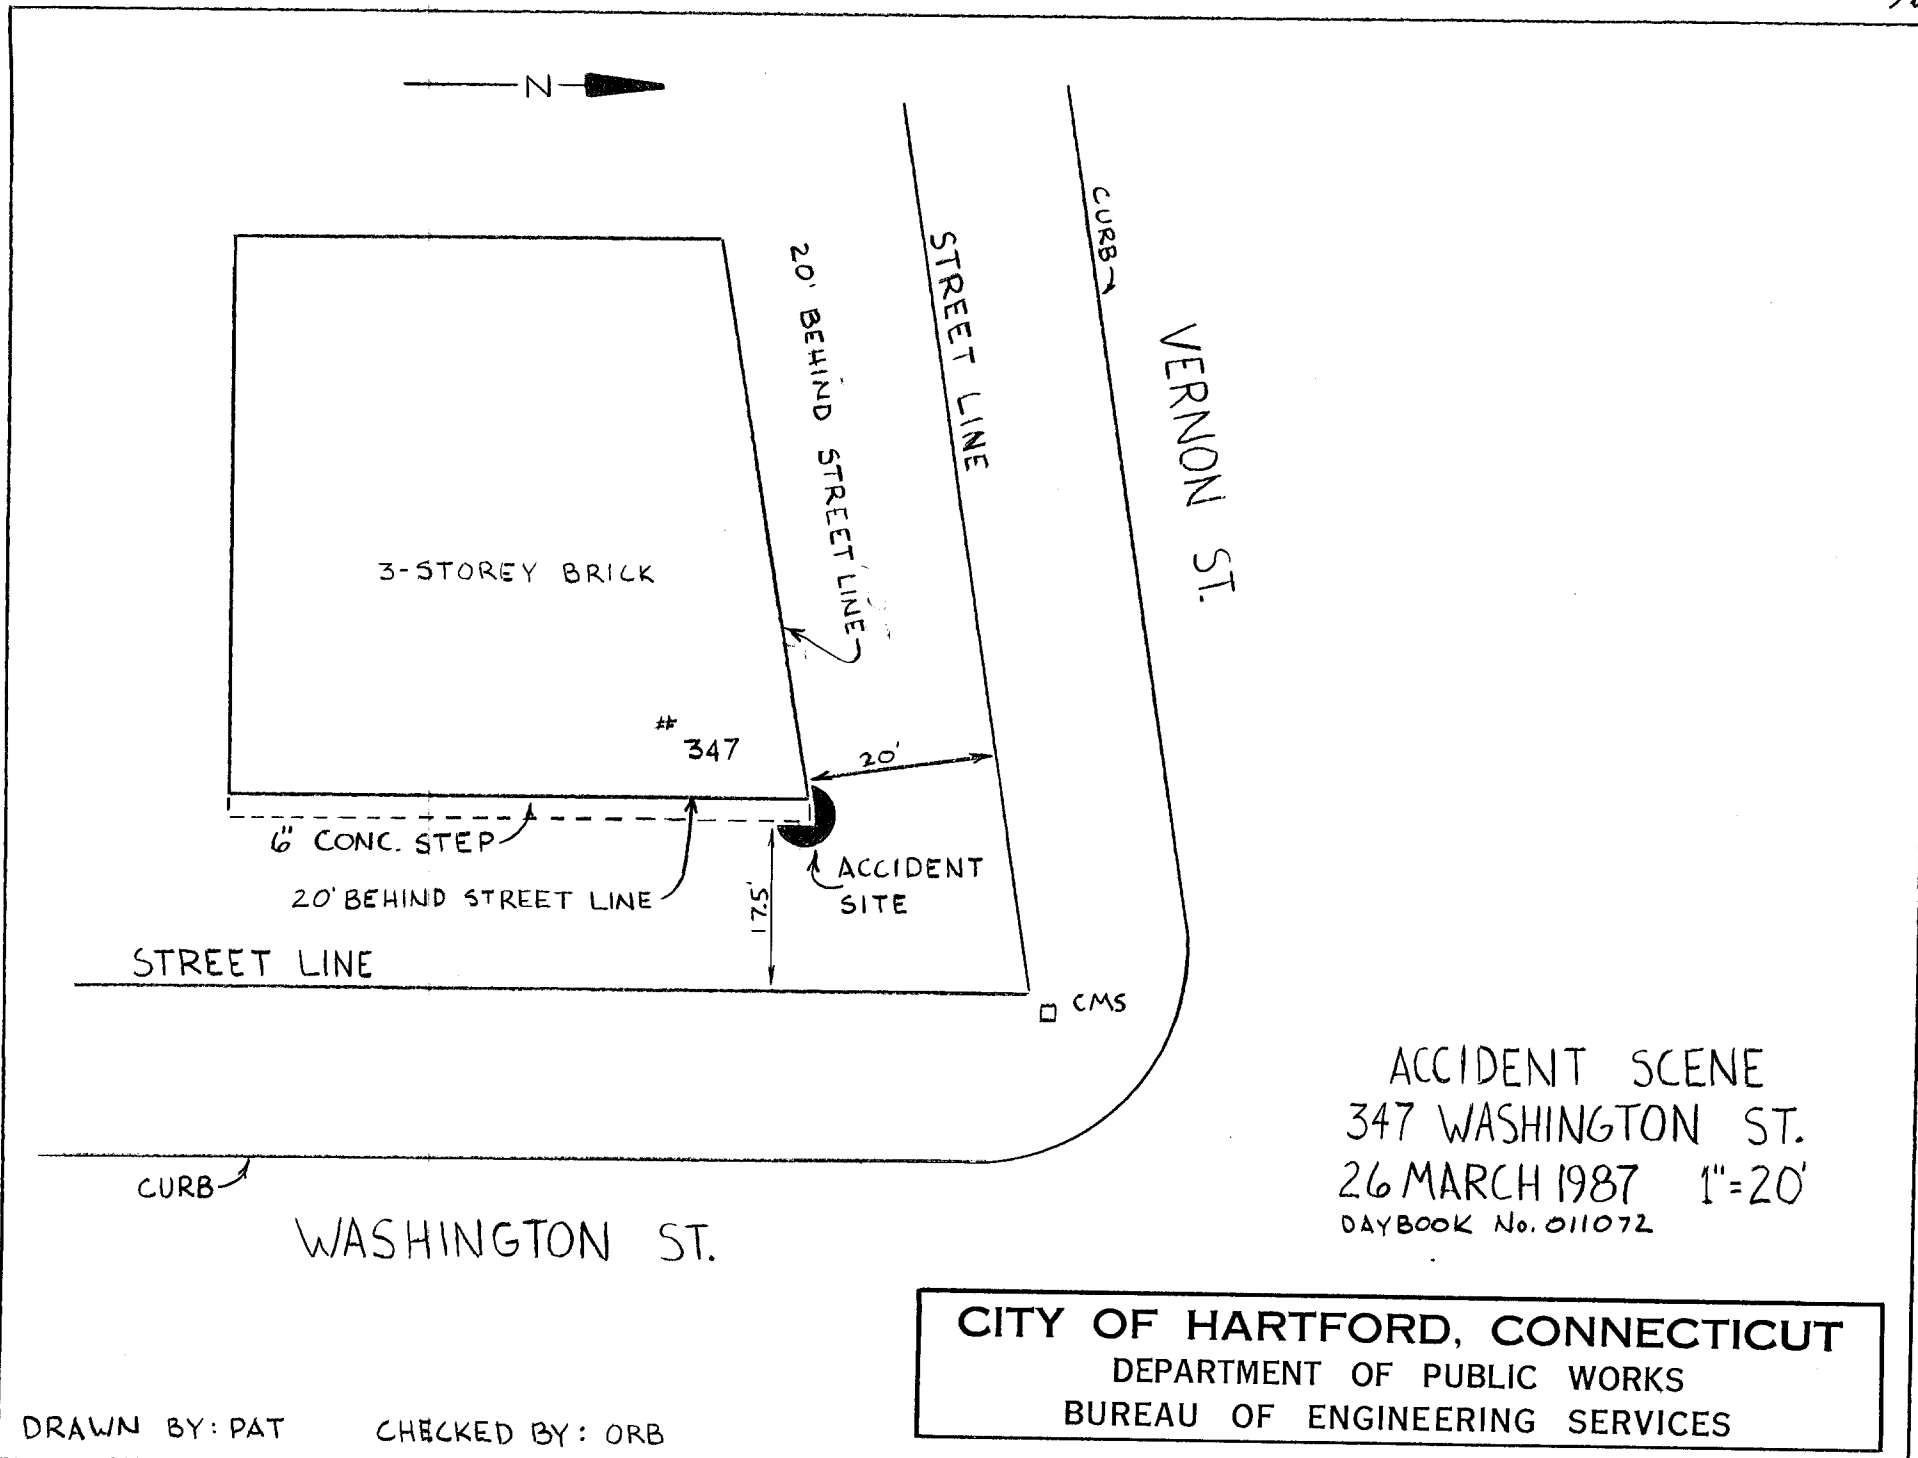 N
CURB
STREET LINE
20' BEHIND STREET LINE
VERNON ST.
3-STOREY BRICK
#
347
20'
6" CONC. STEP
ACCIDENT
SITE
20' BEHIND STREET LINE
17.5'
STREET LINE
CMS
CURB
WASHINGTON ST.
ACCIDENT SCENE
347 WASHINGTON ST.
26 MARCH 1987 1"=20'
DAYBOOK No. 011072
CITY OF HARTFORD, CONNECTICUT
DEPARTMENT OF PUBLIC WORKS
BUREAU OF ENGINEERING SERVICES
DRAWN BY: PAT CHECKED BY: ORB